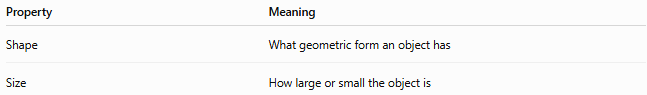 Property Meaning
Shape What geometric form an object has
Size How large or small the object is